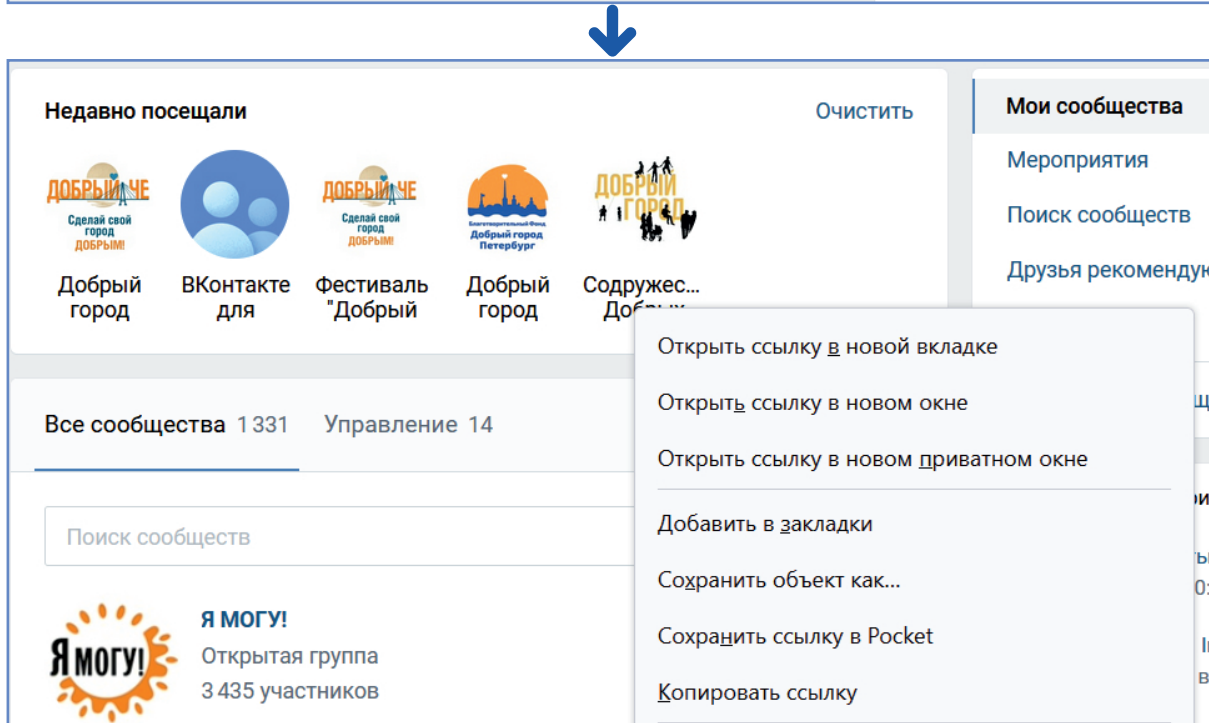 Недавно посещали
Очистить
ДОБРЫЙ ЧЕ
Сделай свой
город
ДОБРЫМ!
ДОБРЫЙ ЧЕ
Сделай свой
город
ДОБРЫМ!
Благотворительный Фонд
Добрый город
Петербург
ДОБРЫЙ
ГОРОД
Добрый
город
ВКонтакте
для
Фестиваль
"Добрый
Добрый
город
Содружес...
Мои сообщества
Мероприятия
Поиск сообществ
Друзья рекомендую
Все сообщества 1 331
Управление 14
Поиск сообществ
Я МОГУ!
Я МОГУ!
Открытая группа
3 435 участников
Открыть ссылку в новой вкладке
Открыть ссылку в новом окне
Открыть ссылку в новом приватном окне
Добавить в закладки
Сохранить объект как...
Сохранить ссылку в Pocket
Копировать ссылку